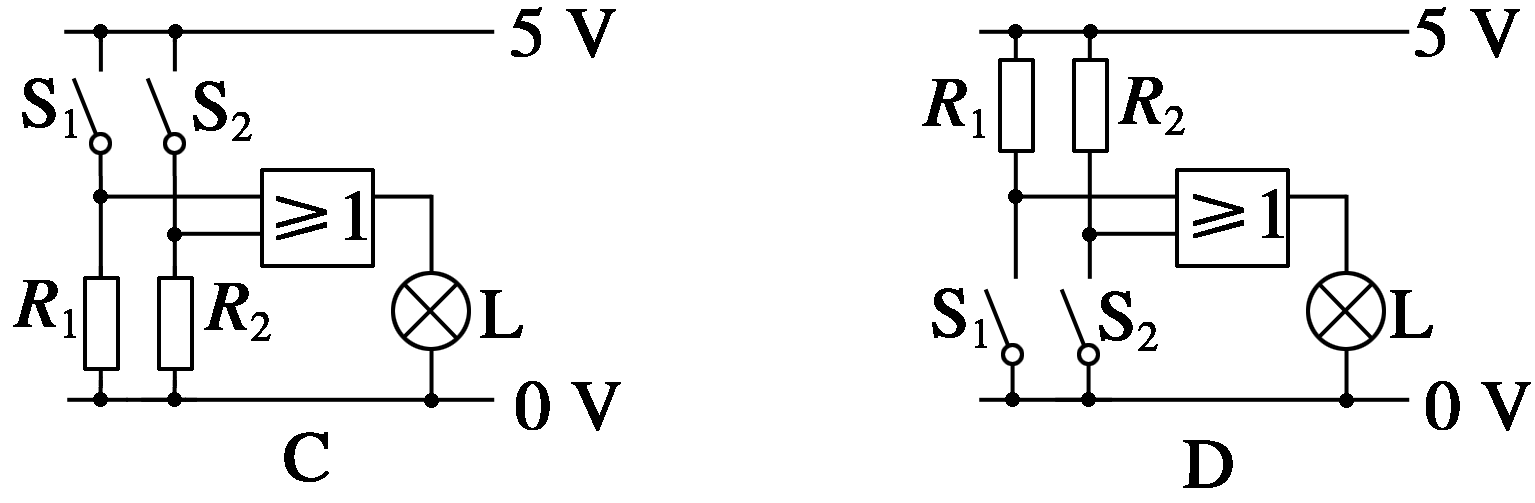 5 V
S₁
S₂
≥ 1
R₁
R₂
L
0 V
C
5 V
R₁
R₂
≥ 1
S₁
S₂
L
0 V
D